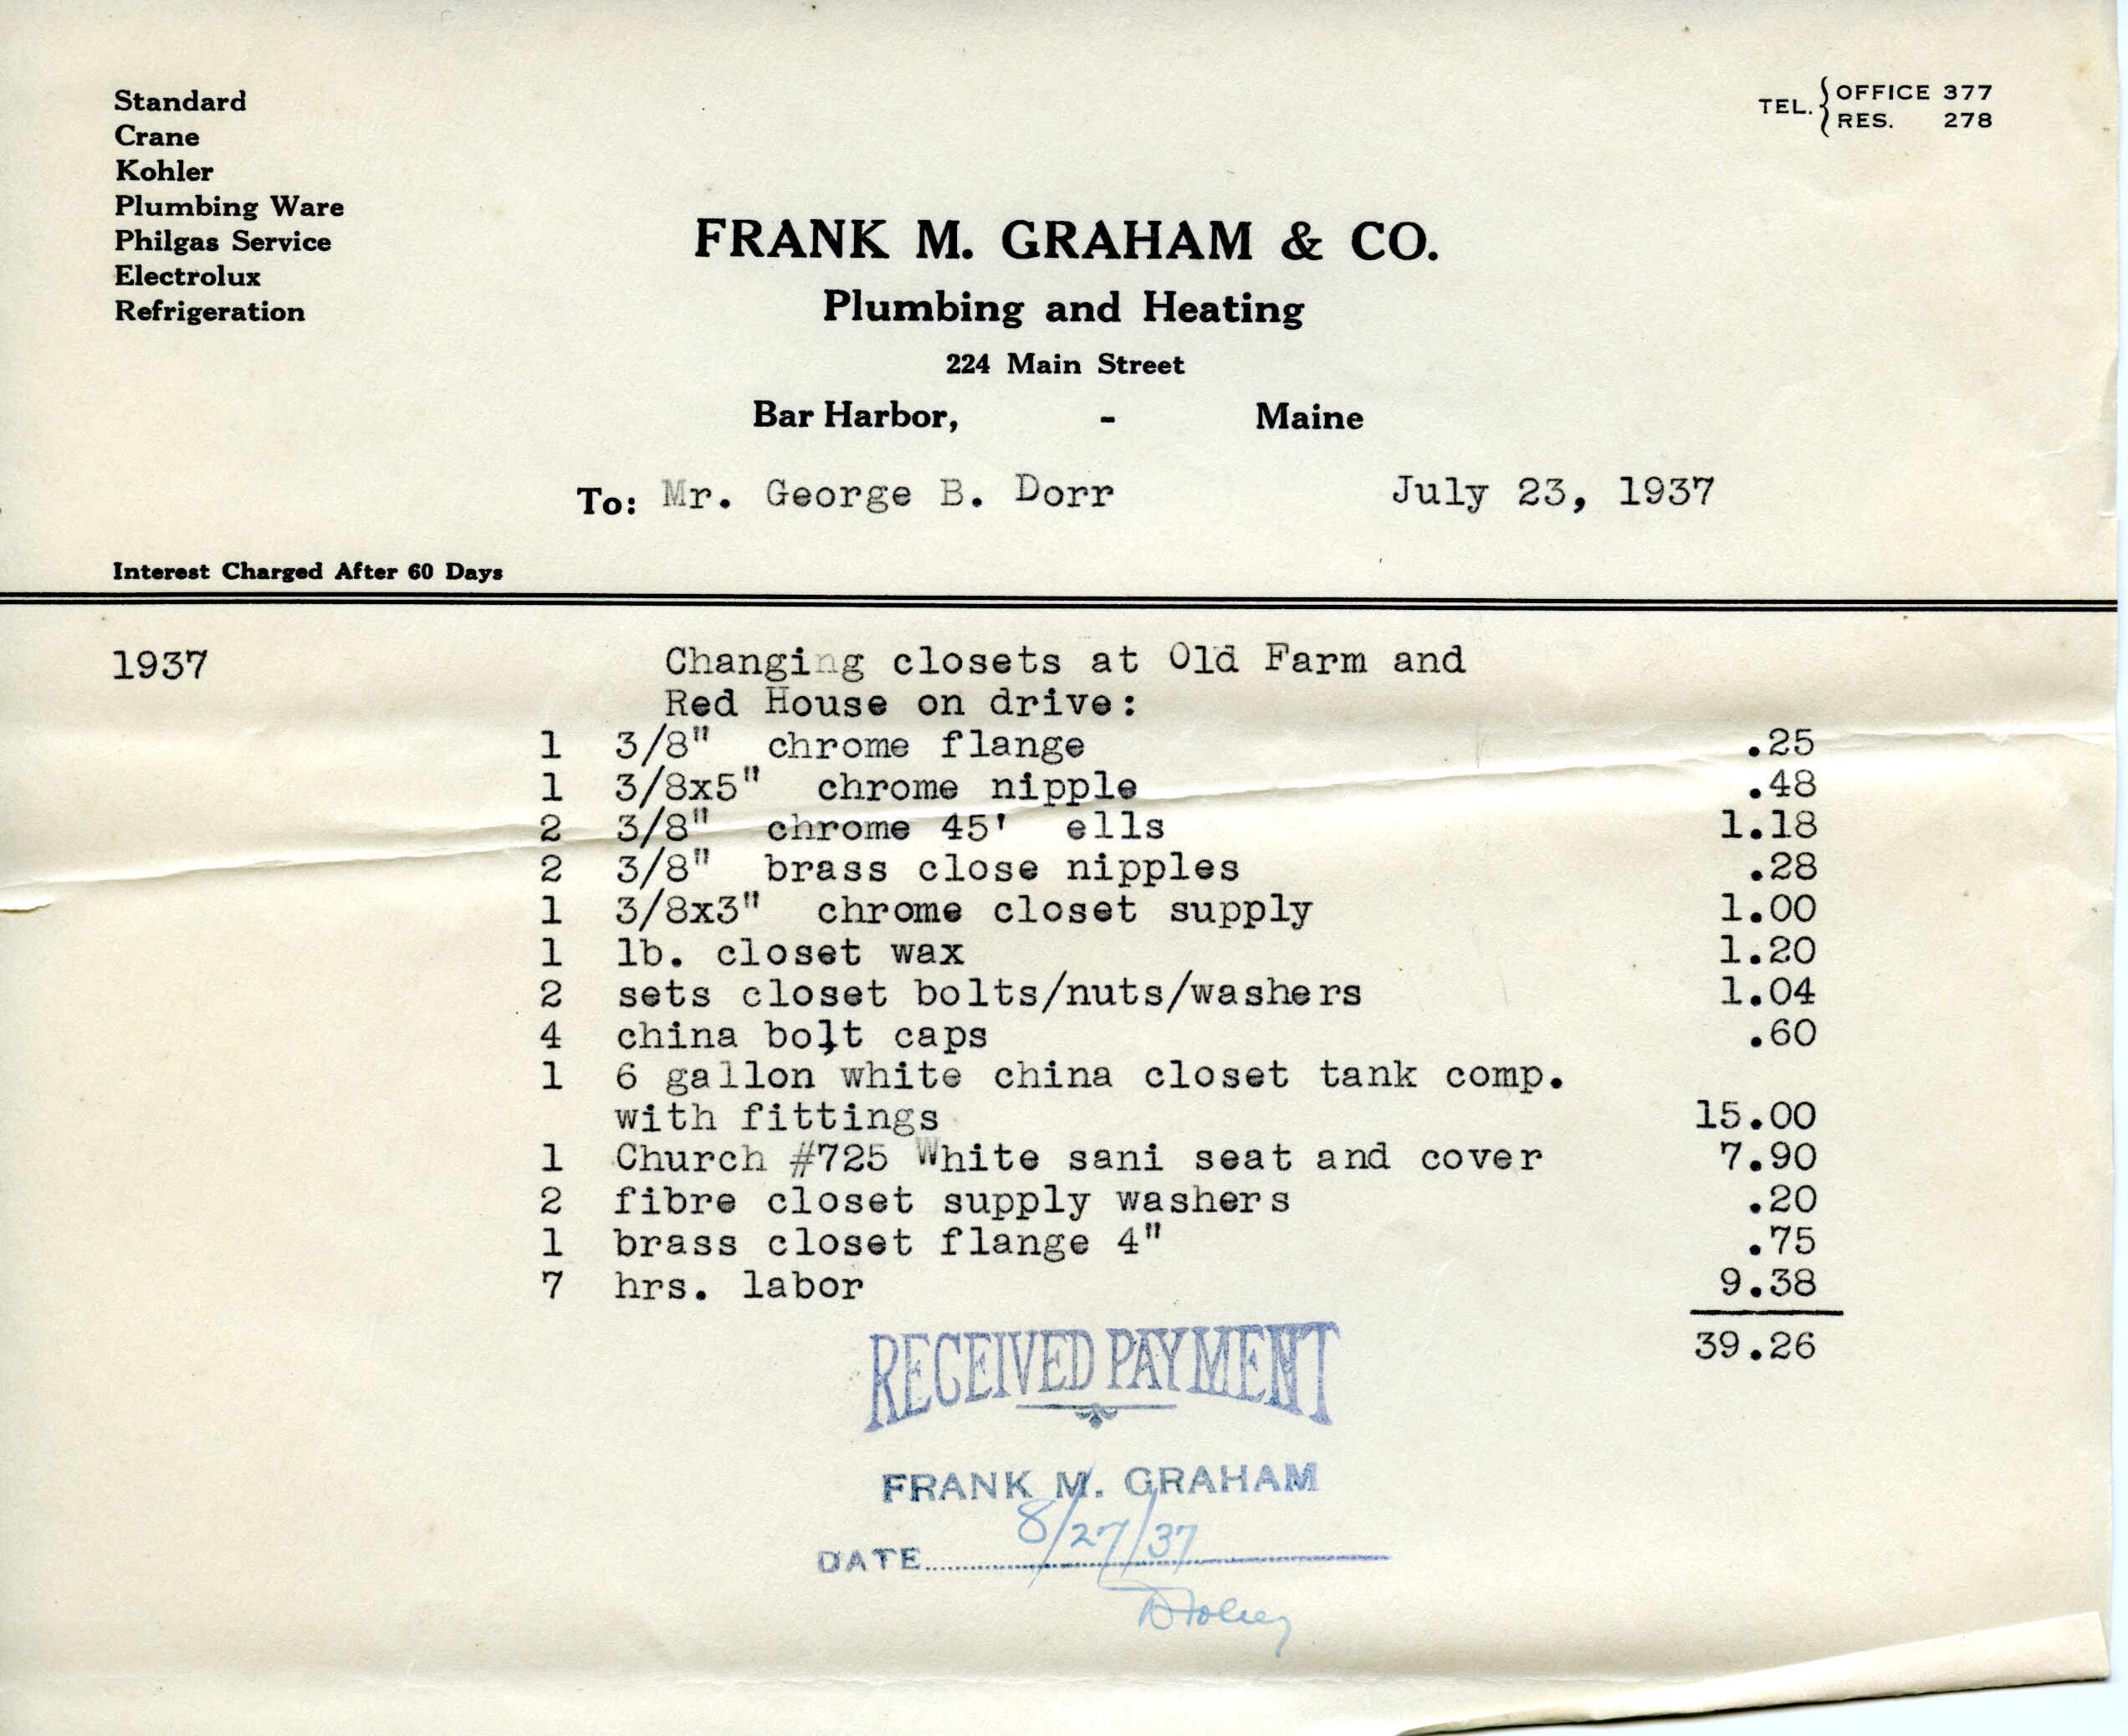 Standard
Crane
Kohler
Plumbing Ware
Philgas Service
Electrolux
Refrigeration
TEL. { OFFICE 377
RES. 278
FRANK M. GRAHAM & CO.
Plumbing and Heating
224 Main Street
Bar Harbor, - Maine
To: Mr. George B. Dorr July 23, 1937
Interest Charged After 60 Days
1937 Changing closets at Old Farm and
Red House on drive:
1 3/8" chrome flange .25
1 3/8x5" chrome nipple .48
2 3/8" chrome 45' ells 1.18
2 3/8" brass close nipples .28
1 3/8x3" chrome closet supply 1.00
1 lb. closet wax 1.20
2 sets closet bolts/nuts/washers 1.04
4 china bolt caps .60
1 6 gallon white china closet tank comp.
with fittings 15.00
1 Church #725 White sani seat and cover 7.90
2 fibre closet supply washers .20
1 brass closet flange 4" .75
7 hrs. labor 9.38
39.26
RECEIVED PAYMENT
FRANK M. GRAHAM
DATE 8/27/37